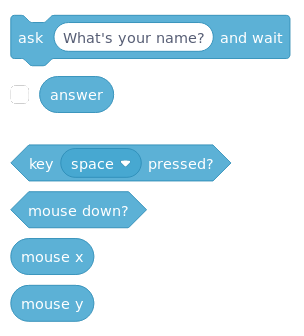 ask What's your name? and wait
answer
key space pressed?
mouse down?
mouse x
mouse y